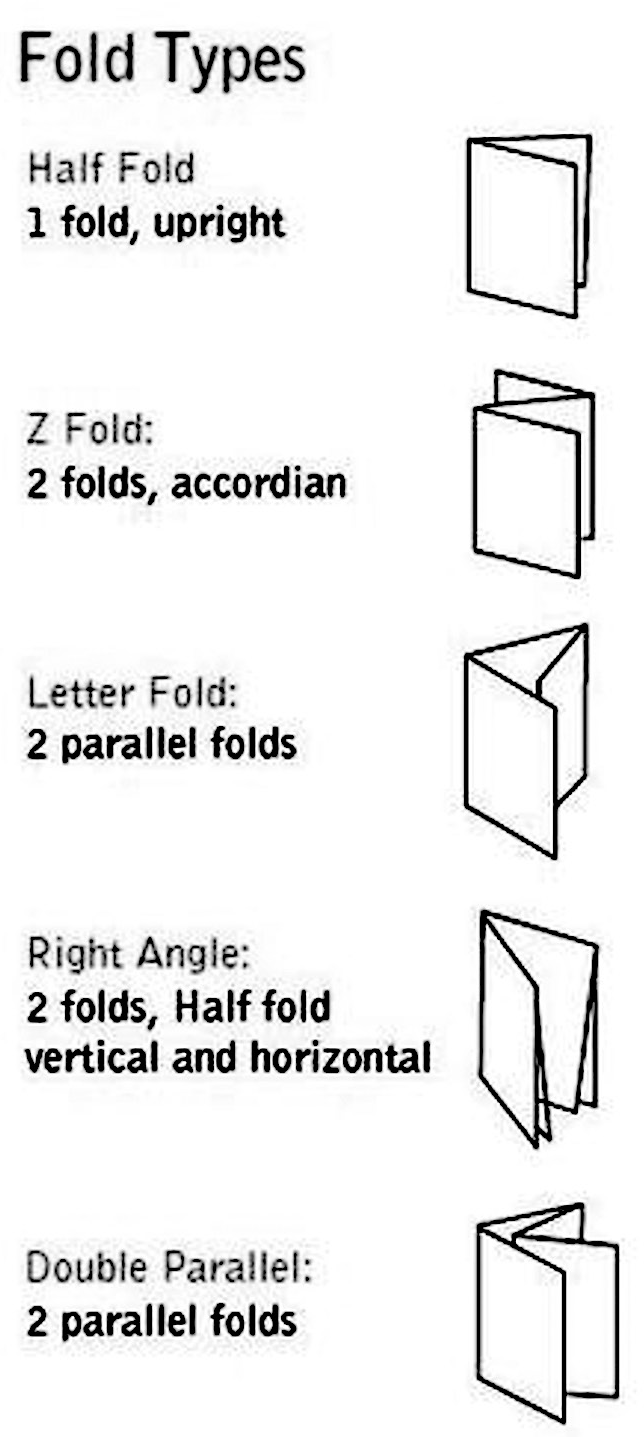 Fold Types
Half Fold
1 fold, upright
Z Fold:
2 folds, accordian
Letter Fold:
2 parallel folds
Right Angle:
2 folds, Half fold
vertical and horizontal
Double Parallel:
2 parallel folds